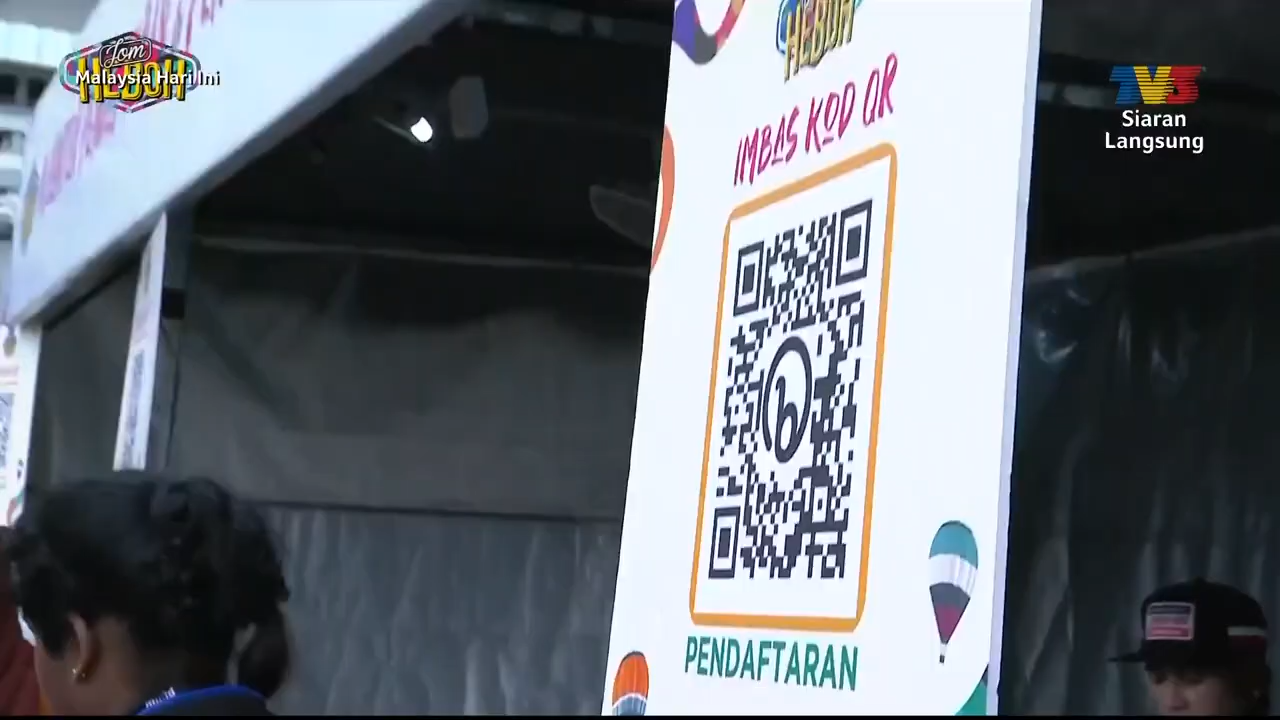 Jom
HEBOH
Malaysia Hari Ini
TV3
Siaran
Langsung
HEBOH
IMBAS KOD QR
b
PENDAFTARAN